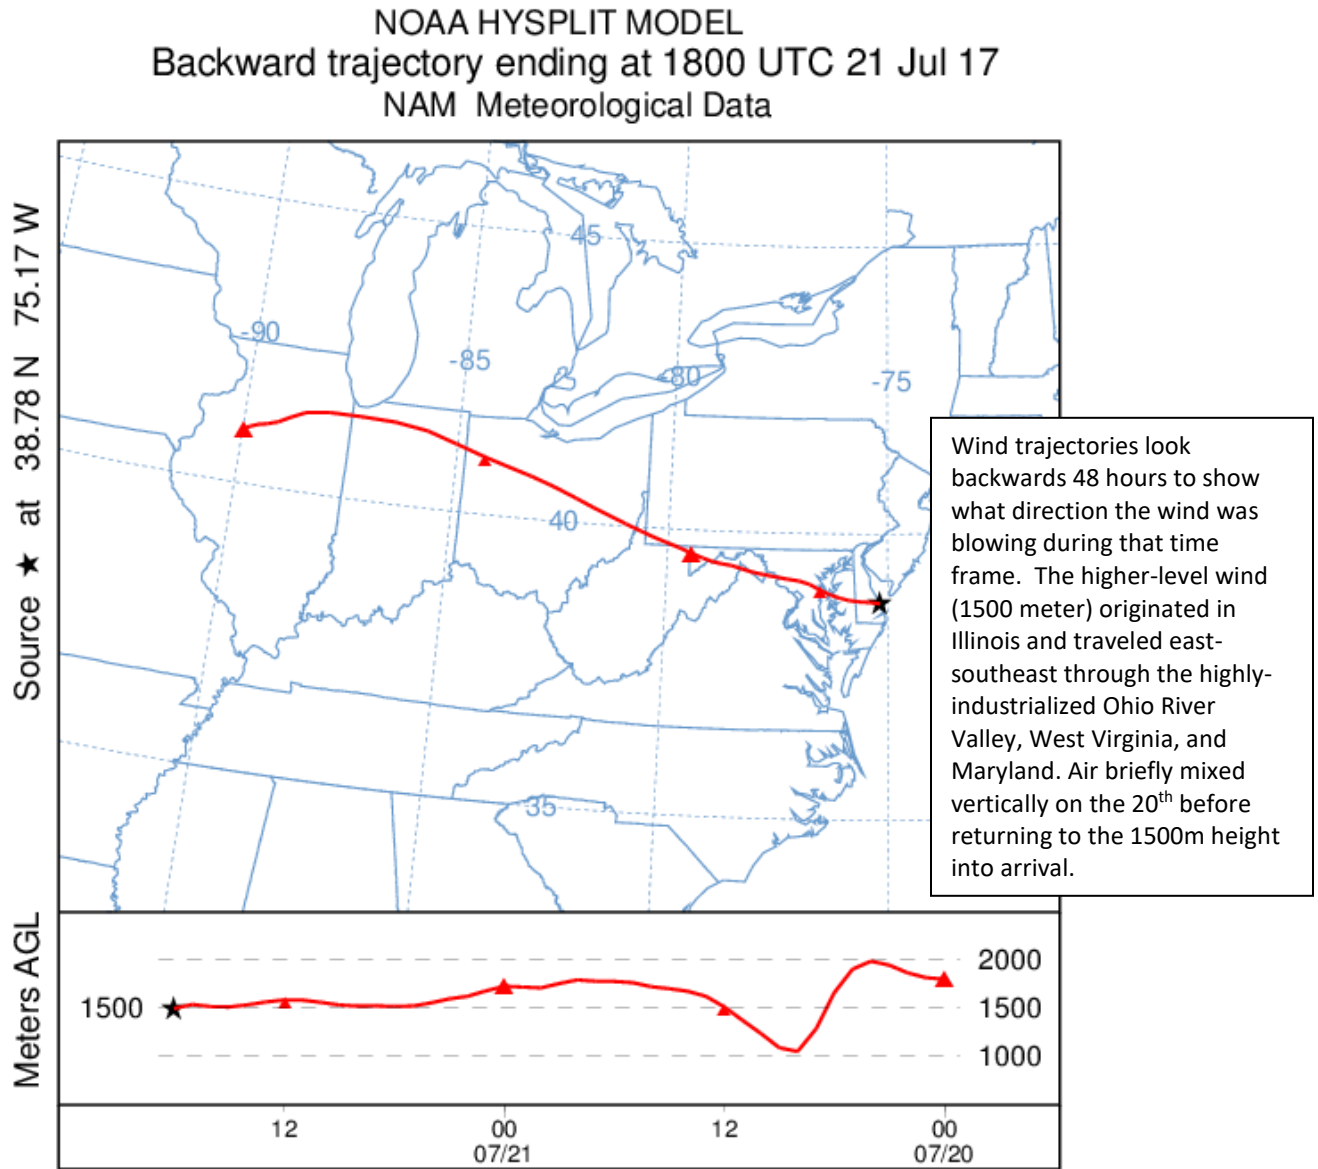 NOAA HYSPLIT MODEL
Backward trajectory ending at 1800 UTC 21 Jul 17
NAM  Meteorological Data
Source ★ at 38.78 N 75.17 W
45
-90
-85
-80
-75
40
35
Wind trajectories look
backwards 48 hours to show
what direction the wind was
blowing during that time
frame.  The higher-level wind
(1500 meter) originated in
Illinois and traveled east-
southeast through the highly-
industrialized Ohio River
Valley, West Virginia, and
Maryland. Air briefly mixed
vertically on the 20th before
returning to the 1500m height
into arrival.
Meters AGL
2000
1500 1500
1000
12 00 12 00
07/21 07/20